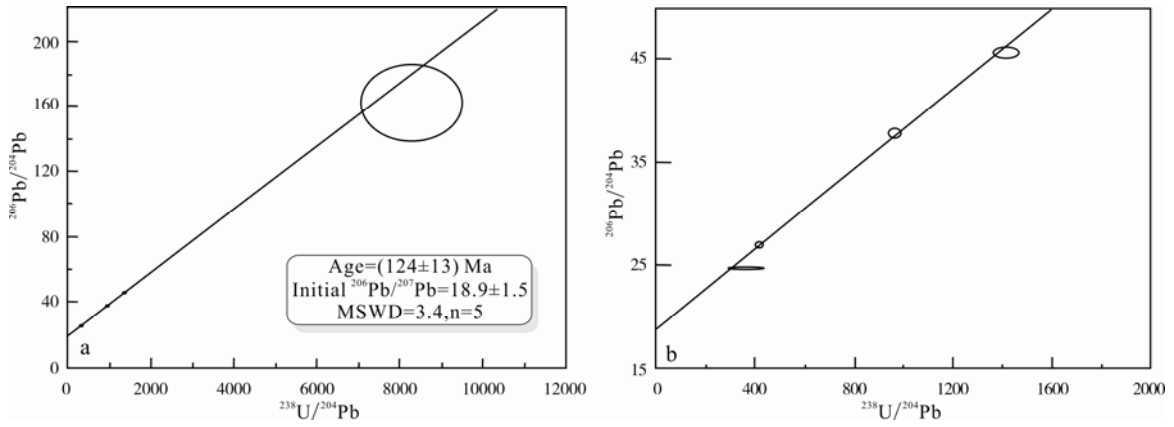 ²⁰⁶Pb/²⁰⁴Pb
200
160
120
80
40
0
Age=(124±13) Ma
Initial ²⁰⁶Pb/²⁰⁷Pb=18.9±1.5
MSWD=3.4,n=5
a
0 2000 4000 6000 8000 10000 12000
²³⁸U/²⁰⁴Pb
²⁰⁶Pb/²⁰⁴Pb
45
35
25
15
b
0 400 800 1200 1600 2000
²³⁸U/²⁰⁴Pb